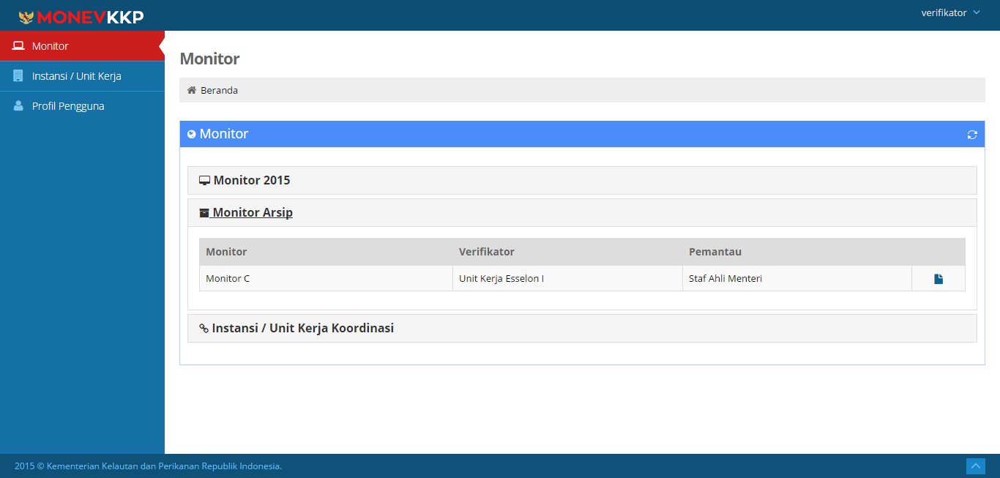 MONEVKKP
verifikator
Monitor
Instansi / Unit Kerja
Profil Pengguna
Monitor
Beranda
Monitor
Monitor 2015
Monitor Arsip
Monitor Verifikator Pemantau
Monitor C Unit Kerja Esselon I Staf Ahli Menteri
Instansi / Unit Kerja Koordinasi
2015 © Kementerian Kelautan dan Perikanan Republik Indonesia.